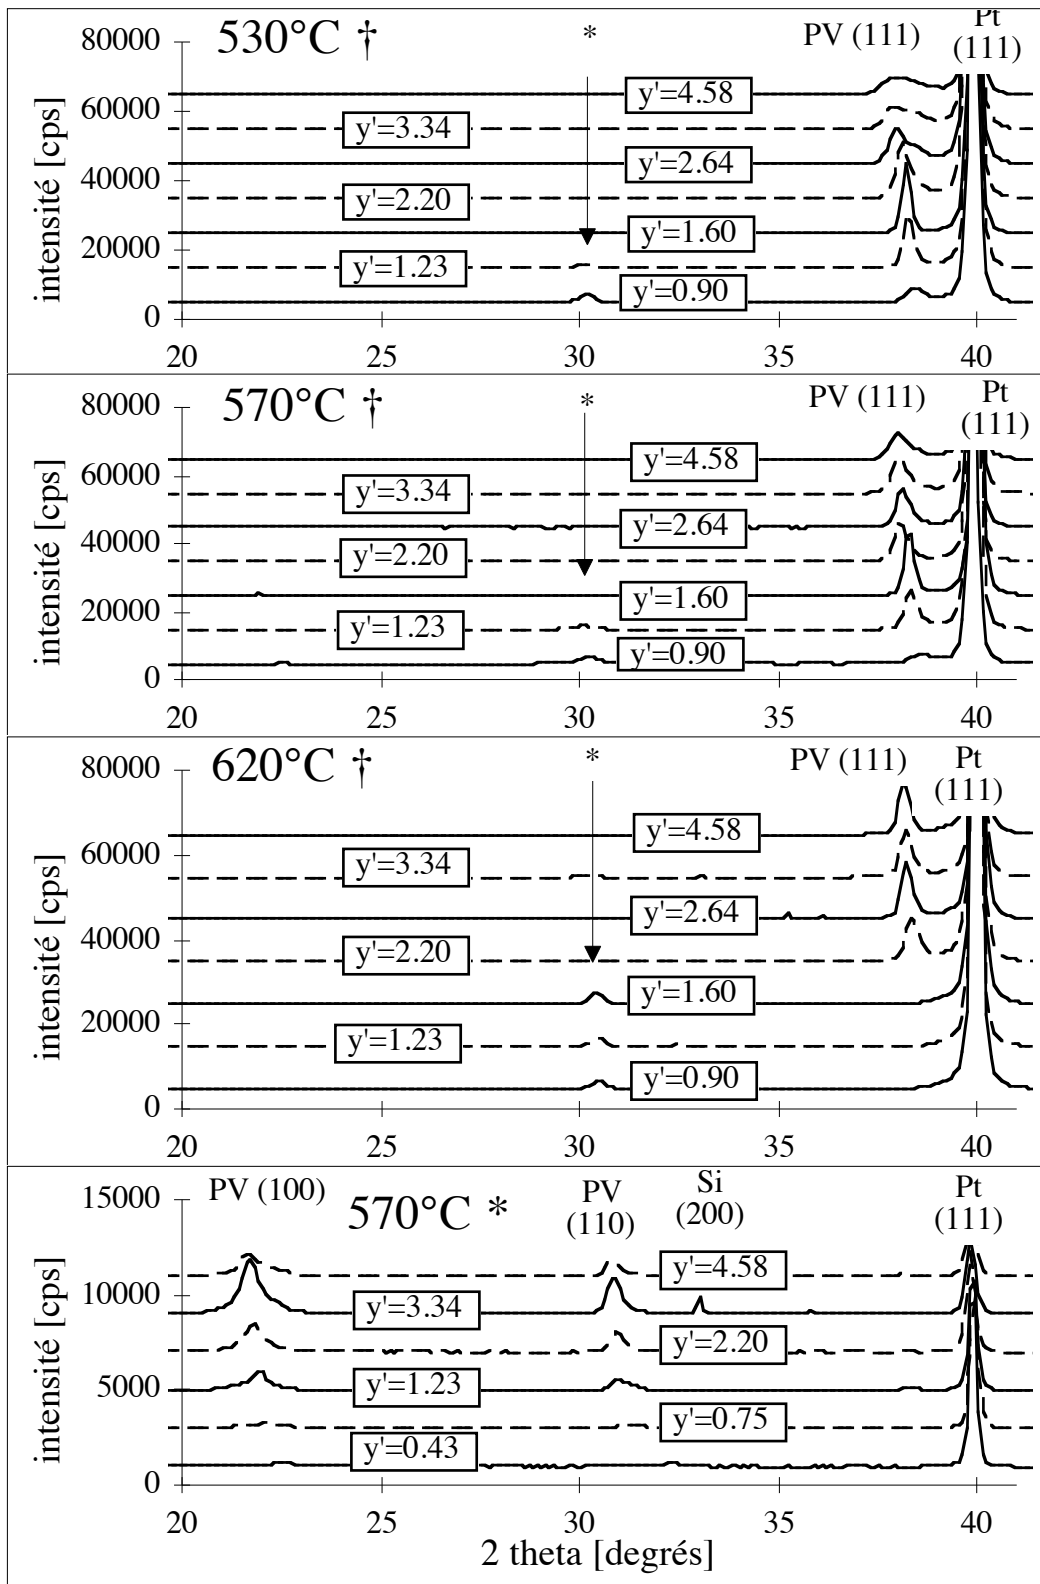 530°C †
*
PV (111)
Pt
(111)
80000
60000
40000
20000
0
intensité [cps]
y'=4.58
y'=3.34
y'=2.64
y'=2.20
y'=1.60
y'=1.23
y'=0.90
20 25 30 35 40
570°C †
*
PV (111)
Pt
(111)
80000
60000
40000
20000
0
intensité [cps]
y'=4.58
y'=3.34
y'=2.64
y'=2.20
y'=1.60
y'=1.23
y'=0.90
20 25 30 35 40
620°C †
*
PV (111)
Pt
(111)
80000
60000
40000
20000
0
intensité [cps]
y'=4.58
y'=3.34
y'=2.64
y'=2.20
y'=1.60
y'=1.23
y'=0.90
20 25 30 35 40
PV (100)
570°C *
PV
(110)
Si
(200)
Pt
(111)
15000
10000
5000
0
intensité [cps]
y'=4.58
y'=3.34
y'=2.20
y'=1.23
y'=0.75
y'=0.43
20 25 30 35 40
2 theta [degrés]